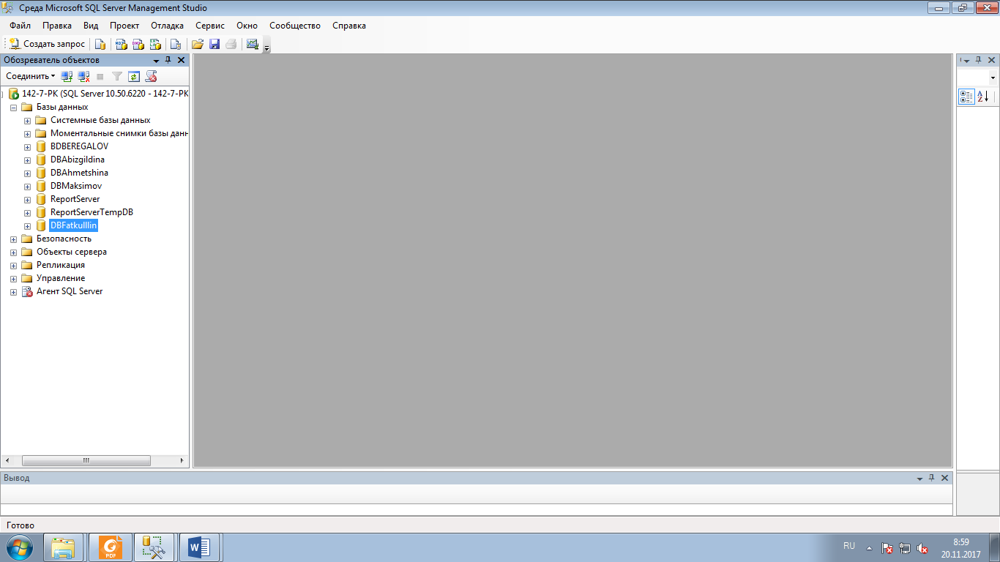 Среда Microsoft SQL Server Management Studio
Файл Правка Вид Проект Отладка Сервис Окно Сообщество Справка
Создать запрос
Обозреватель объектов
Соединить
142-7-PK (SQL Server 10.50.6220 - 142-7-PK
Базы данных
Системные базы данных
Моментальные снимки базы данн
BDBEREGALOV
DBAbizgildina
DBAhmetshina
DBMaksimov
ReportServer
ReportServerTempDB
DBFatkulllin
Безопасность
Объекты сервера
Репликация
Управление
Агент SQL Server
Вывод
Готово
RU
8:59
20.11.2017